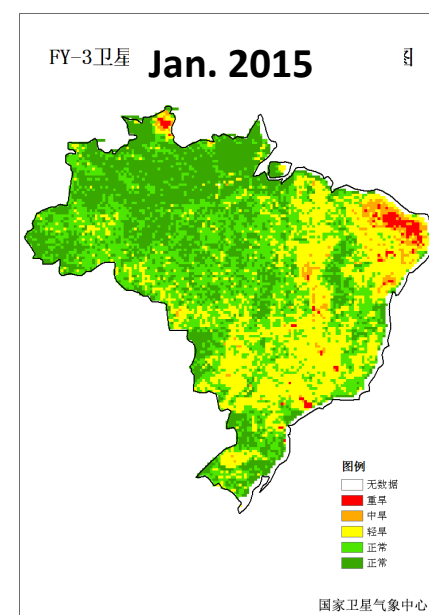 FY-3卫星 Jan. 2015 图
图例
无数据
重旱
中旱
轻旱
正常
正常
国家卫星气象中心